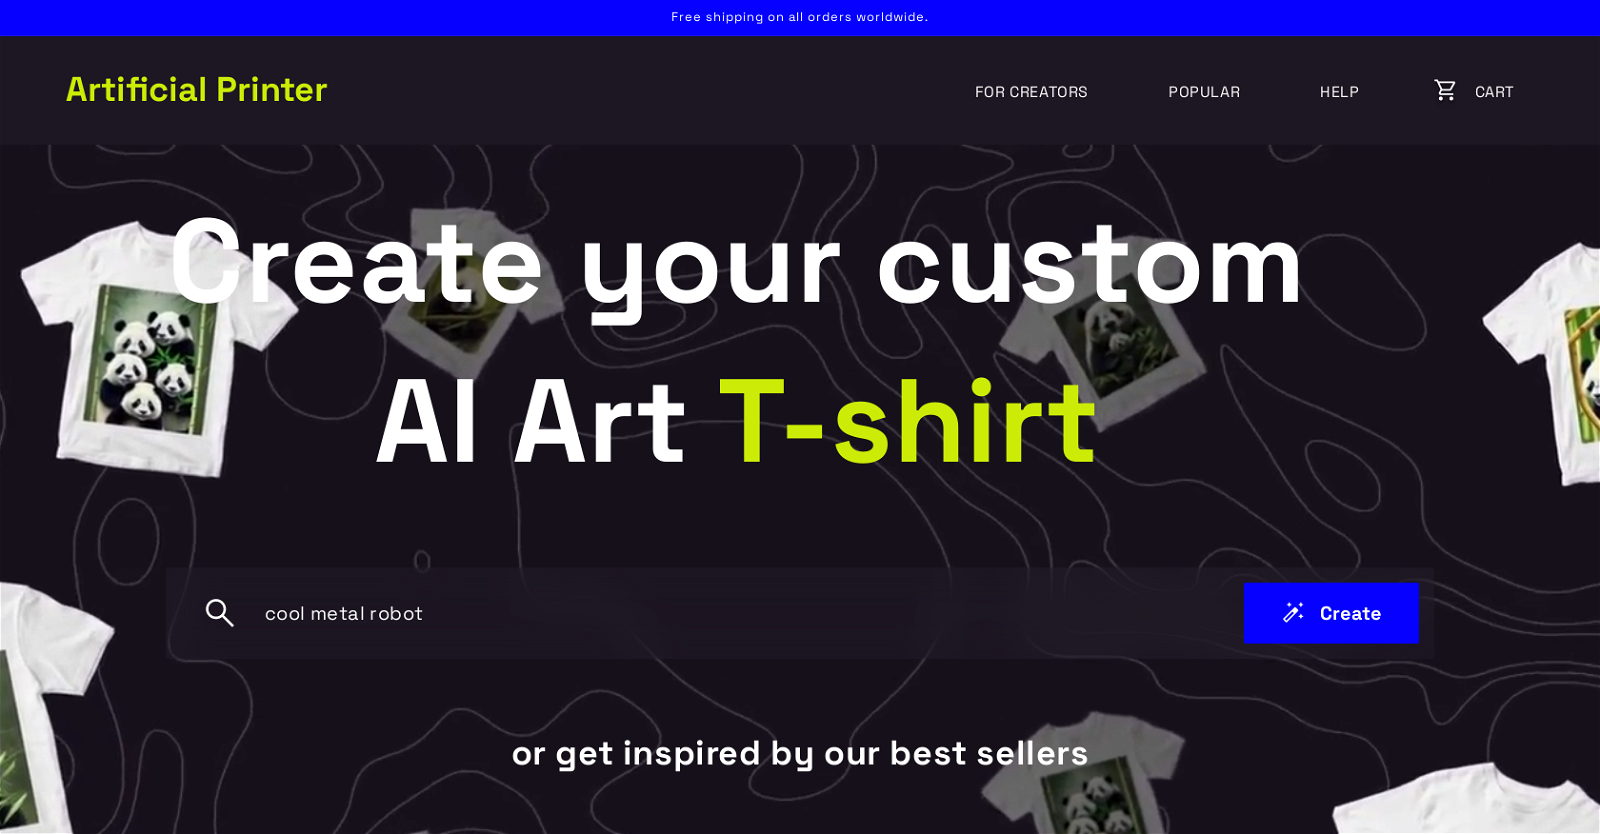 Free shipping on all orders worldwide.
Artificial Printer
FOR CREATORS
POPULAR
HELP
CART
Create your custom
AI Art T-shirt
cool metal robot
Create
or get inspired by our best sellers